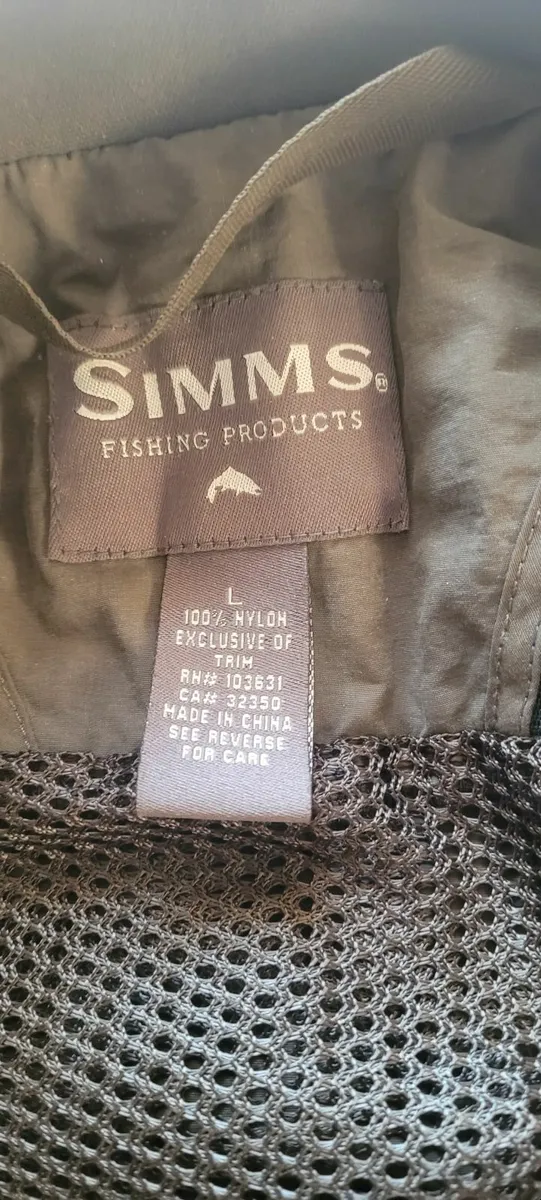 SIMMS®
FISHING PRODUCTS
L
100% NYLON
EXCLUSIVE OF
TRIM
RN# 103631
CA# 32350
MADE IN CHINA
SEE REVERSE
FOR CARE